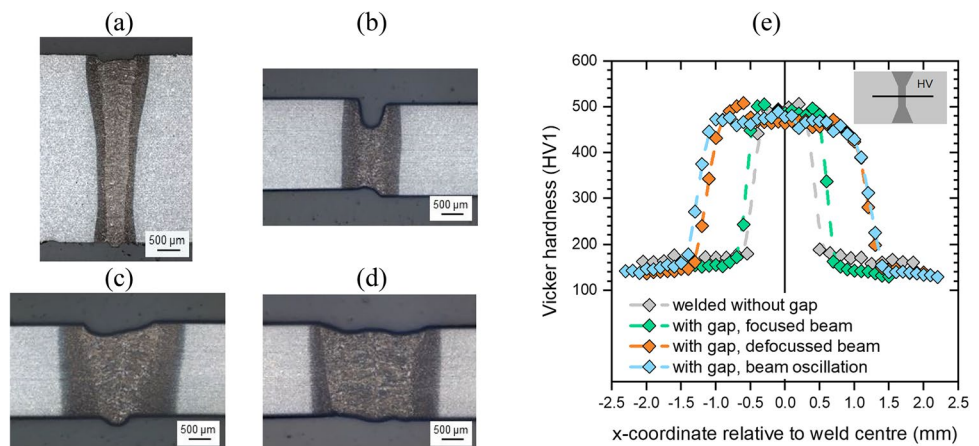 (a)
(b)
(e)
500 µm
500 µm
(c)
(d)
500 µm
500 µm
Vicker hardness (HV1)
600
500
400
300
200
100
HV
welded without gap
with gap, focused beam
with gap, defocussed beam
with gap, beam oscillation
-2.5 -2.0 -1.5 -1.0 -0.5 0.0 0.5 1.0 1.5 2.0 2.5
x-coordinate relative to weld centre (mm)